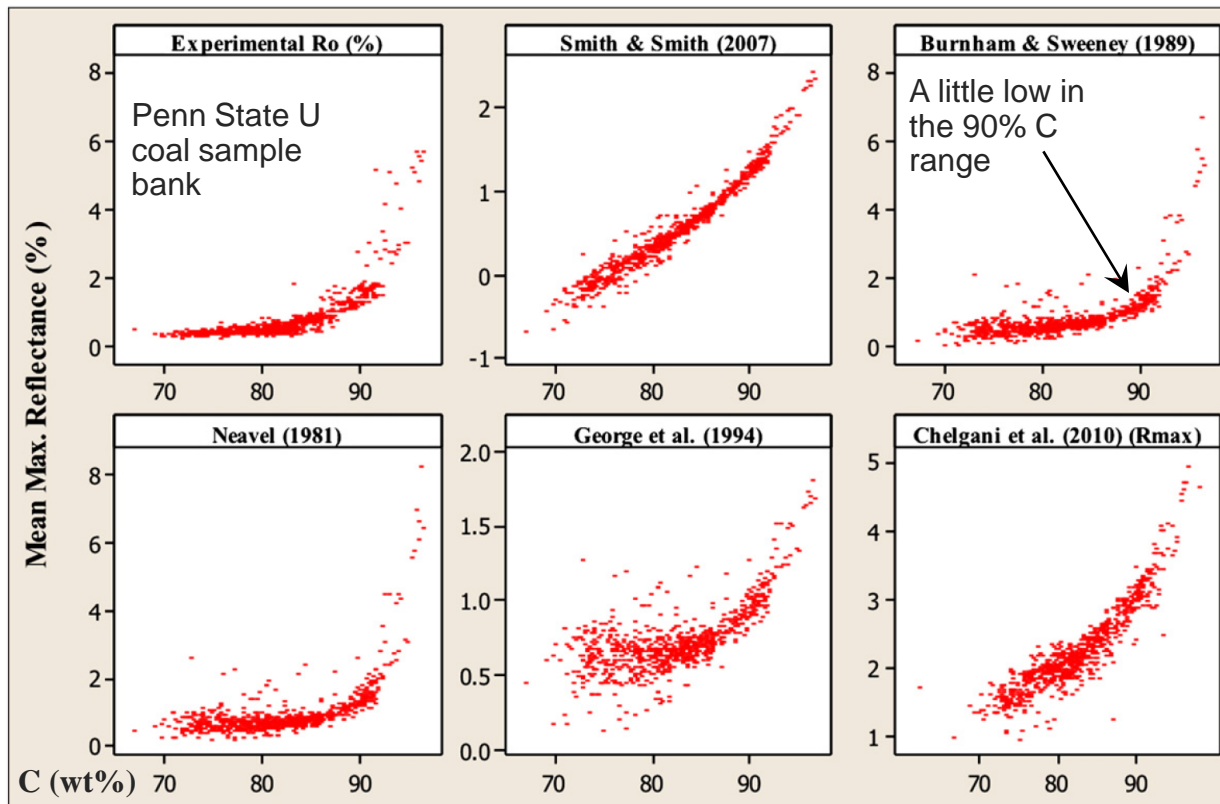 Mean Max. Reflectance (%)
Experimental Ro (%)
Penn State U
coal sample
bank
8
6
4
2
0
70 80 90
Smith & Smith (2007)
2
1
0
-1
70 80 90
Burnham & Sweeney (1989)
A little low in
the 90% C
range
8
6
4
2
0
70 80 90
Neavel (1981)
8
6
4
2
0
70 80 90
George et al. (1994)
2.0
1.5
1.0
0.5
0.0
70 80 90
Chelgani et al. (2010) (Rmax)
5
4
3
2
1
70 80 90
C (wt%)